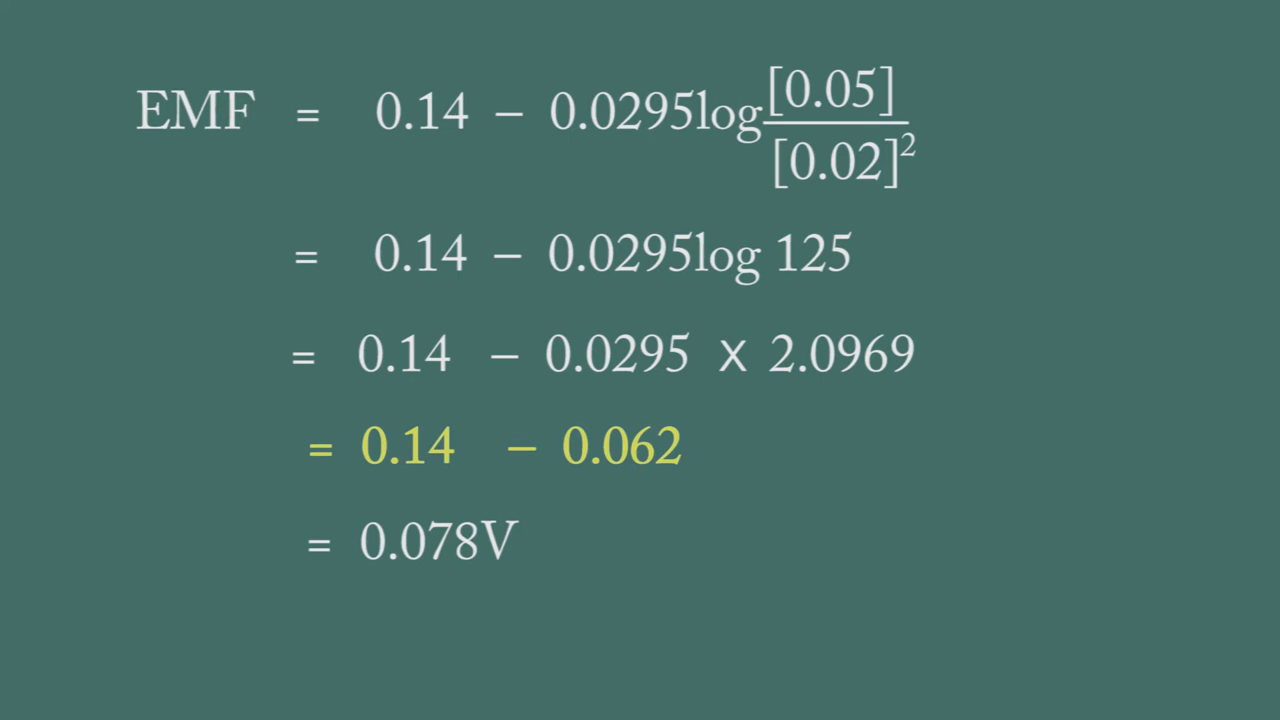 EMF = 0.14 – 0.0295log [0.05] / [0.02]²
= 0.14 – 0.0295log 125
= 0.14 – 0.0295 X 2.0969
= 0.14 – 0.062
= 0.078V